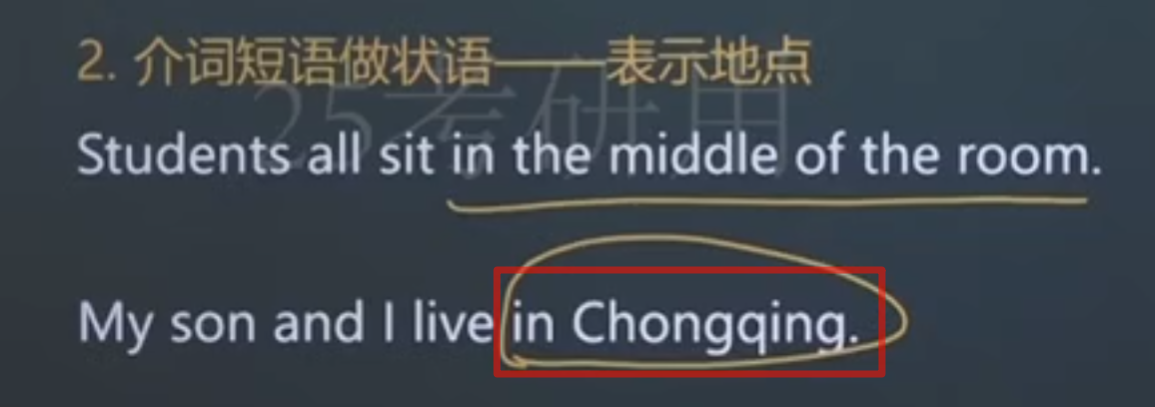 2. 介词短语做状语——表示地点
25考研用
Students all sit in the middle of the room.
My son and I live in Chongqing.